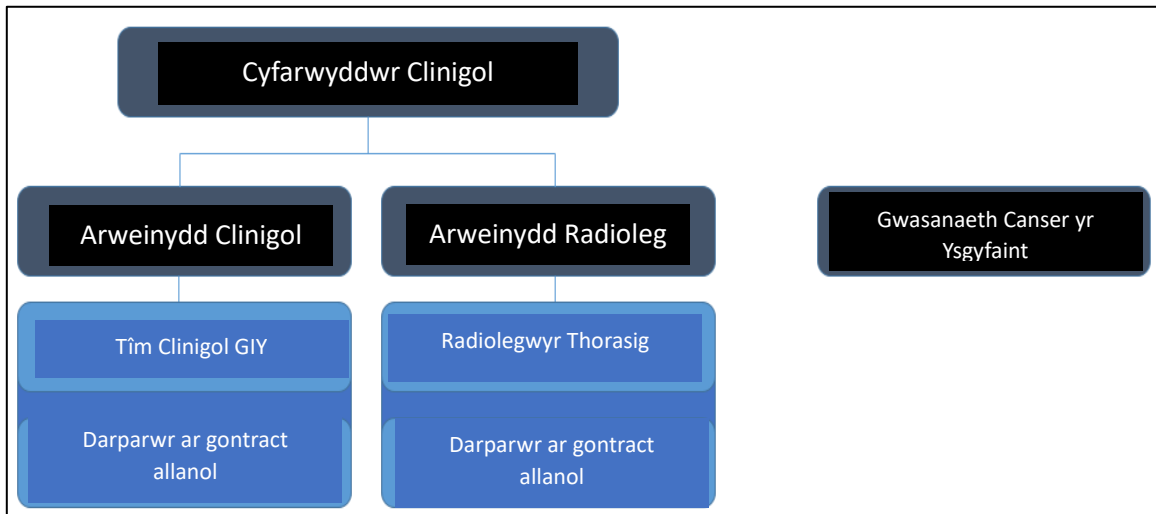 Cyfarwyddwr Clinigol
Arweinydd Clinigol
Arweinydd Radioleg
Gwasanaeth Canser yr
Ysgyfaint
Tîm Clinigol GIY
Radiolegwyr Thorasig
Darparwr ar gontract
allanol
Darparwr ar gontract
allanol